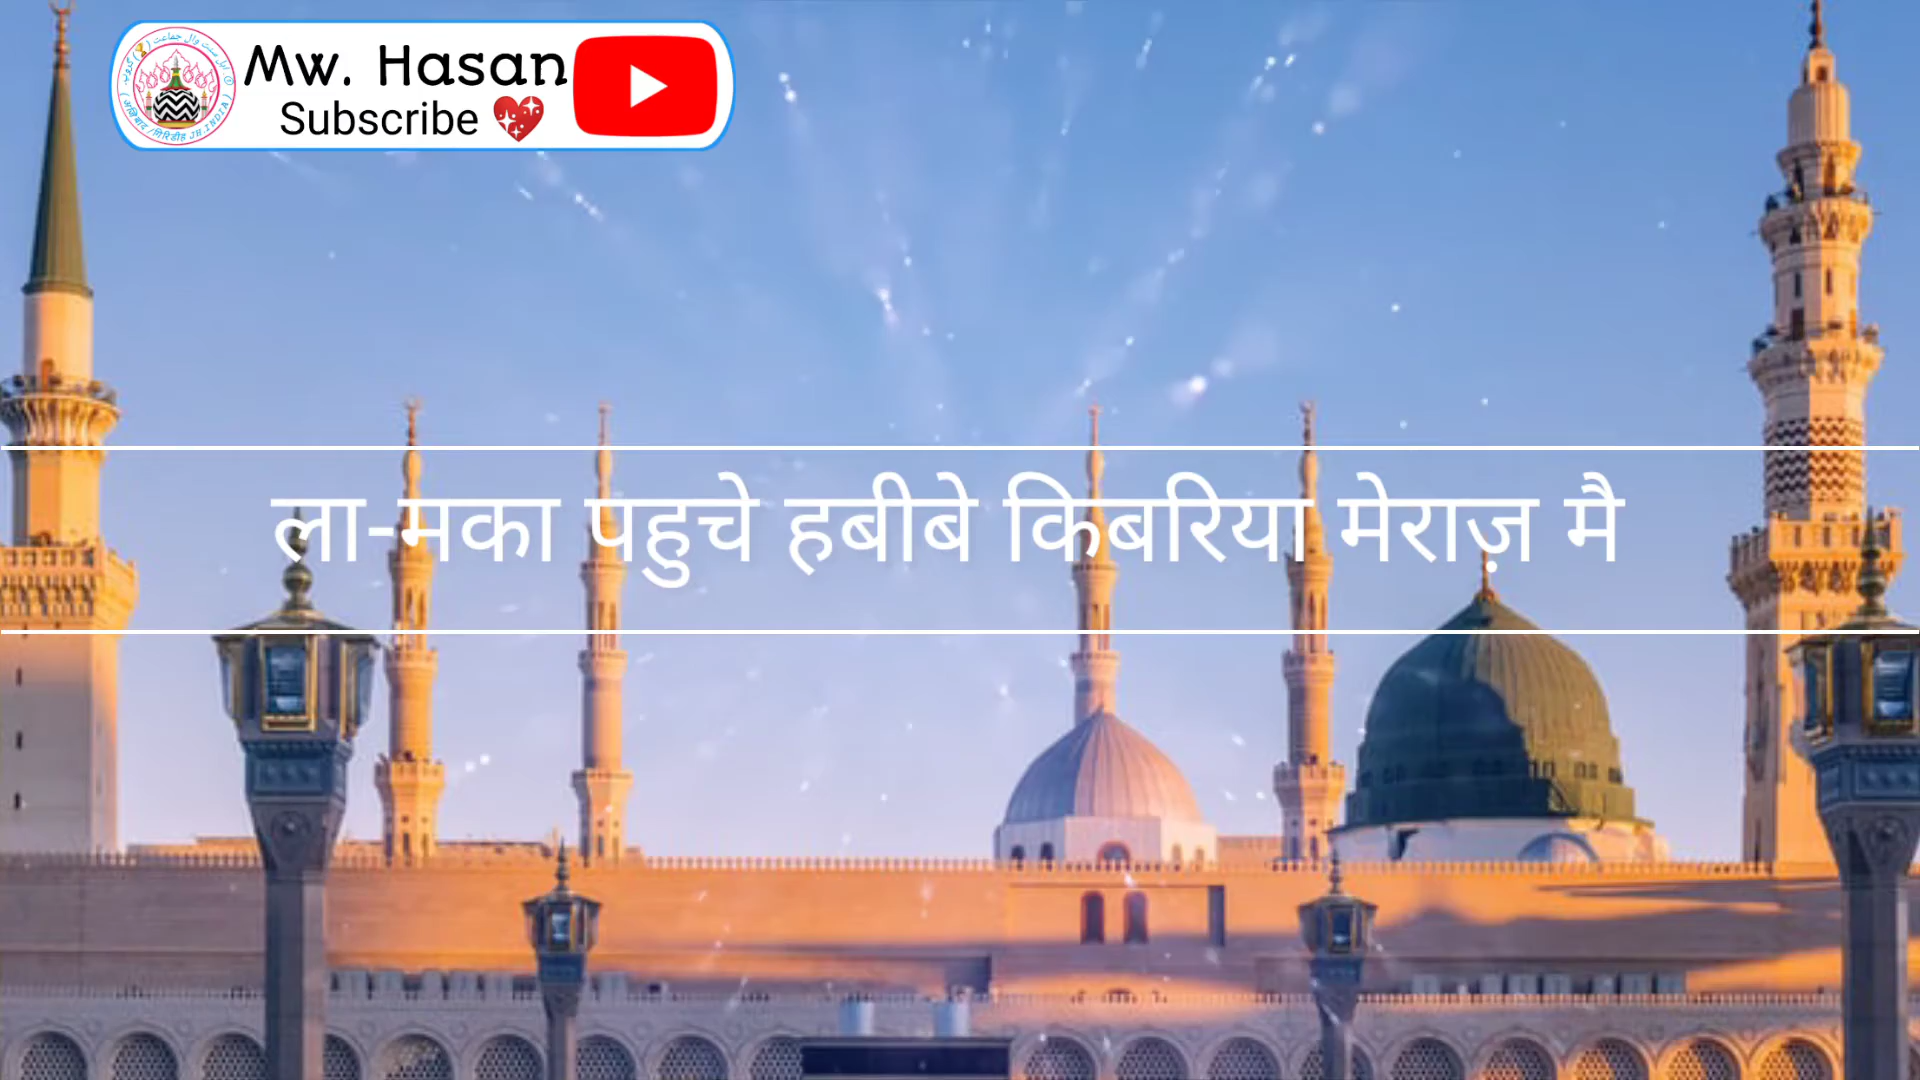 Mw. Hasan
Subscribe 💖
ला-मका पहुचे हबीबे किबरिया मेराज़ मै